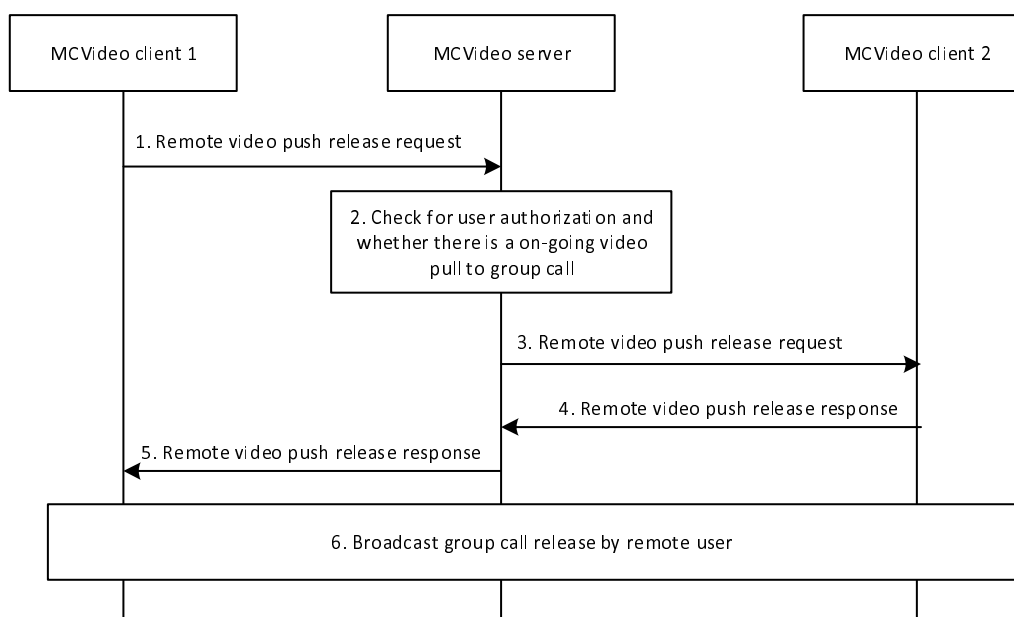 MCVideo client 1
MCVideo server
MCVideo client 2
1. Remote video push release request
2. Check for user authorization and
whether there is a on-going video
pull to group call
3. Remote video push release request
4. Remote video push release response
5. Remote video push release response
6. Broadcast group call release by remote user